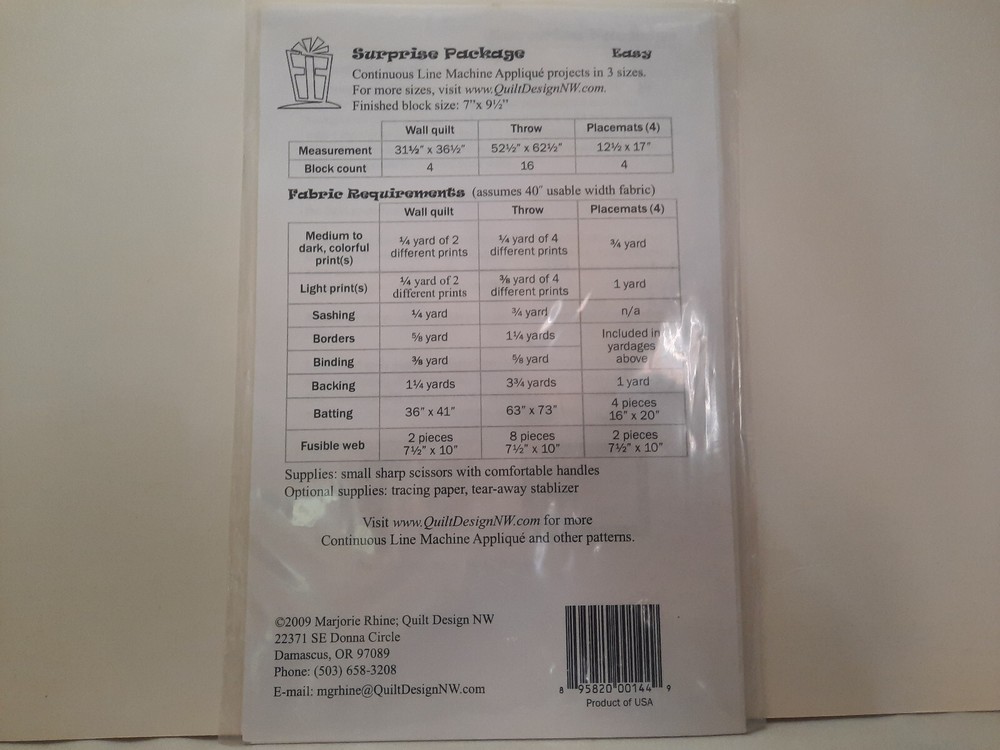 Surprise Package Easy
Continuous Line Machine Appliqué projects in 3 sizes.
For more sizes, visit www.QuiltDesignNW.com.
Finished block size: 7"x 9½"
Wall quilt Throw Placemats (4)
Measurement 31½" x 36½" 52½" x 62½" 12½ x 17"
Block count 4 16 4
Fabric Requirements (assumes 40" usable width fabric)
Wall quilt Throw Placemats (4)
Medium to
dark, colorful
print(s)
¼ yard of 2
different prints
¼ yard of 4
different prints
¾ yard
Light print(s)
¼ yard of 2
different prints
⅜ yard of 4
different prints
1 yard
Sashing ¼ yard ¾ yard n/a
Borders ⅝ yard 1¼ yards
Binding ⅜ yard ⅝ yard
Included in
yardages
above
Backing 1¼ yards 3¾ yards 1 yard
Batting 36" x 41" 63" x 73"
4 pieces
16" x 20"
Fusible web
2 pieces
7½" x 10"
8 pieces
7½" x 10"
2 pieces
7½" x 10"
Supplies: small sharp scissors with comfortable handles
Optional supplies: tracing paper, tear-away stablizer
Visit www.QuiltDesignNW.com for more
Continuous Line Machine Appliqué and other patterns.
©2009 Marjorie Rhine; Quilt Design NW
22371 SE Donna Circle
Damascus, OR 97089
Phone: (503) 658-3208
E-mail: mgrhine@QuiltDesignNW.com
8 95820 00144 9
Product of USA